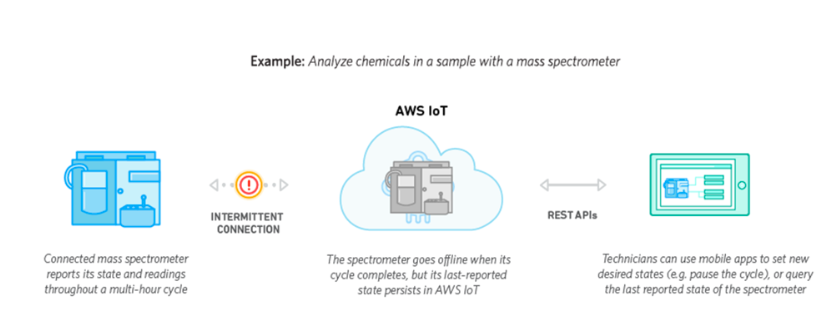 Example: Analyze chemicals in a sample with a mass spectrometer
AWS IoT
INTERMITTENT
CONNECTION
REST APIs
Connected mass spectrometer
reports its state and readings
throughout a multi-hour cycle
The spectrometer goes offline when its
cycle completes, but its last-reported
state persists in AWS IoT
Technicians can use mobile apps to set new
desired states (e.g. pause the cycle), or query
the last reported state of the spectrometer